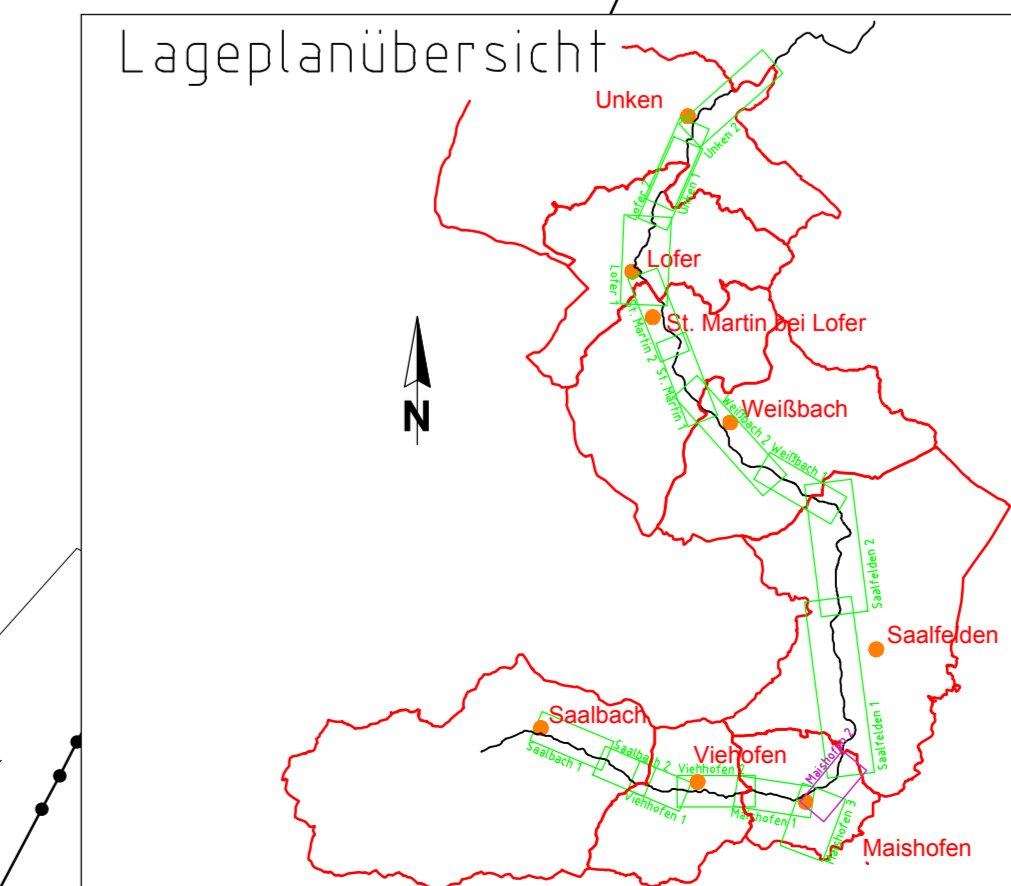 Lageplanübersicht
Unken
Unken 2
Lofer 2
Unken 1
Lofer
Lofer 1
St. Martin bei Lofer
St. Martin 2
St. Martin 1
N
Weißbach
Weißbach 2
Weißbach 1
Saalfelden 2
Saalfelden
Saalfelden 1
Saalbach
Saalbach 1
Saalbach 2
Viehofen
Viehhofen 2
Viehhofen 1
Maishofen 2
Maishofen 1
Maishofen 3
Maishofen